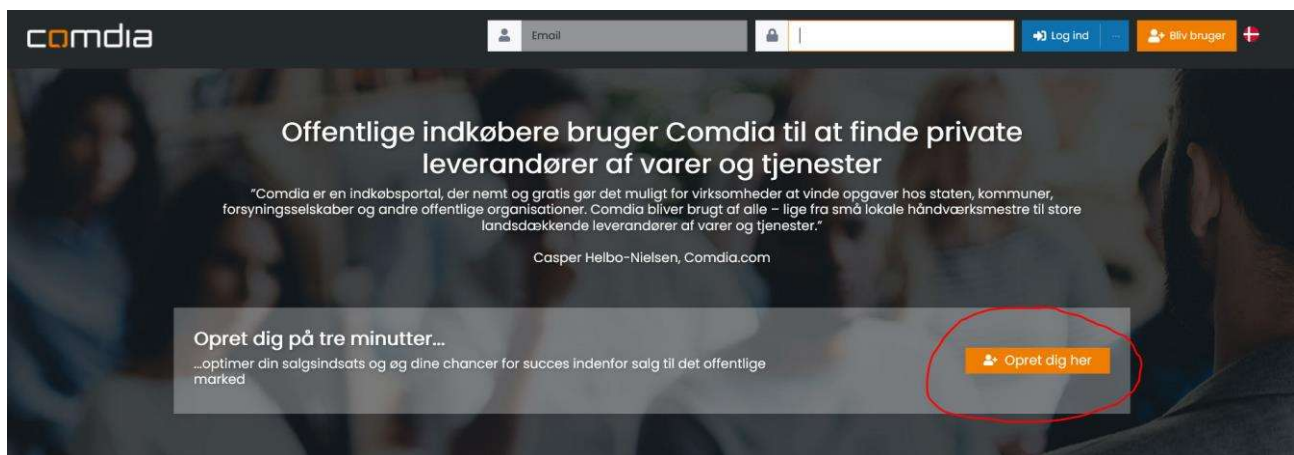 comdia
Email
Log ind
Bliv bruger
Offentlige indkøbere bruger Comdia til at finde private
leverandører af varer og tjenester
"Comdia er en indkøbsportal, der nemt og gratis gør det muligt for virksomheder at vinde opgaver hos staten, kommuner,
forsyningsselskaber og andre offentlige organisationer. Comdia bliver brugt af alle – lige fra små lokale håndværksmestre til store
landsdækkende leverandører af varer og tjenester."
Casper Helbo-Nielsen, Comdia.com
Opret dig på tre minutter...
...optimer din salgsindsats og øg dine chancer for succes indenfor salg til det offentlige
marked
Opret dig her